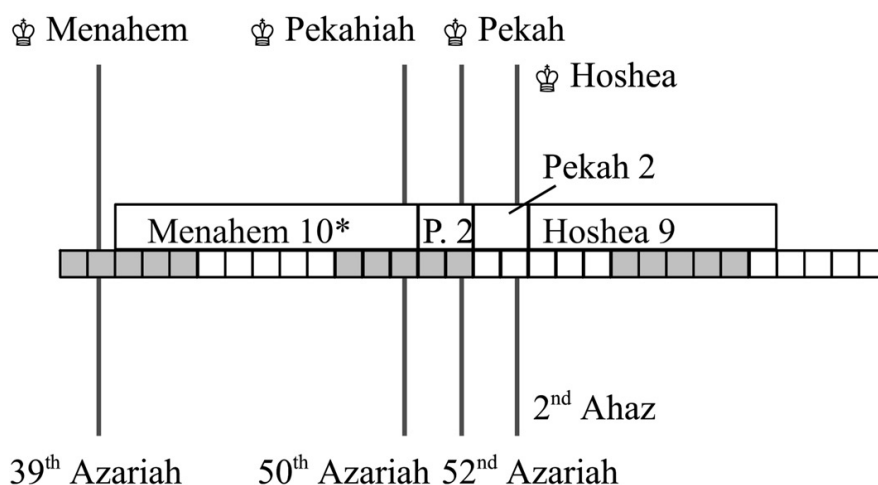 ♔ Menahem ♔ Pekahiah ♔ Pekah
♔ Hoshea
Pekah 2
Menahem 10* P. 2 Hoshea 9
2nd Ahaz
39th Azariah 50th Azariah 52nd Azariah